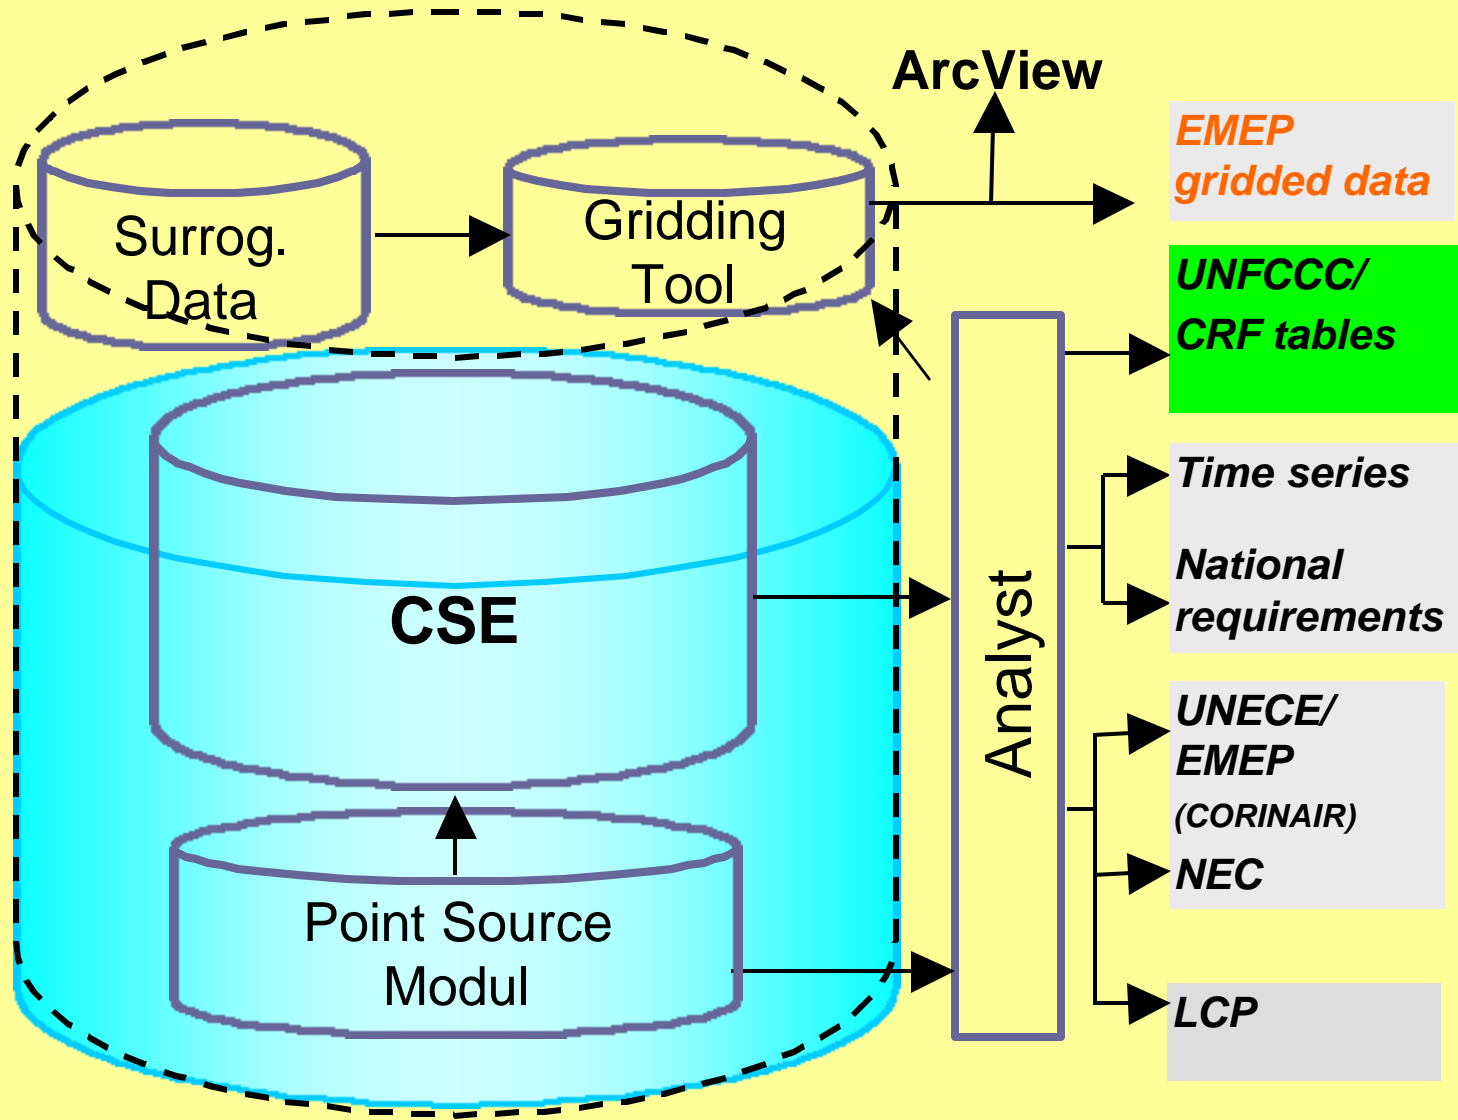 ArcView
EMEP
gridded data
Surrog.
Data
Gridding
Tool
UNFCCC/
CRF tables
Time series
National
requirements
CSE
Analyst
UNECE/
EMEP
(CORINAIR)
NEC
Point Source
Modul
LCP